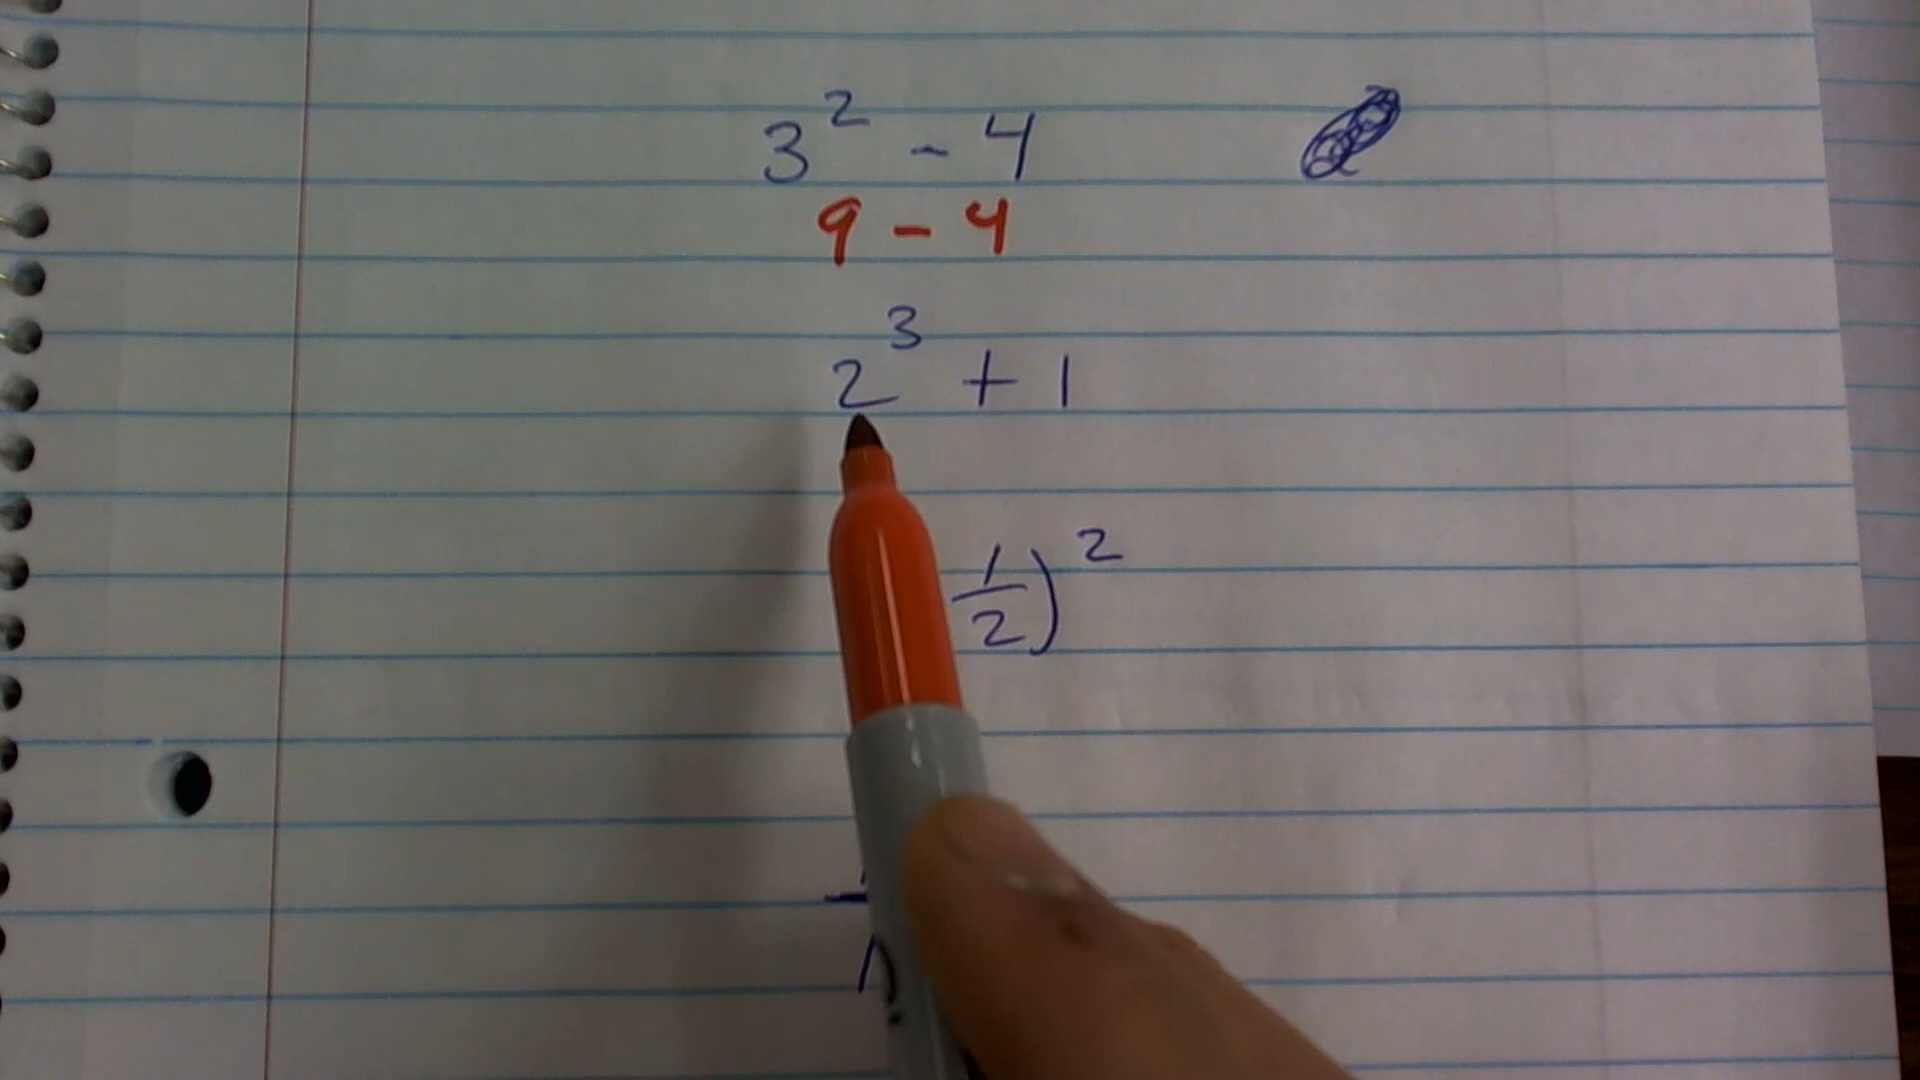 3² - 4
9 - 4
2³ + 1
1/2)²